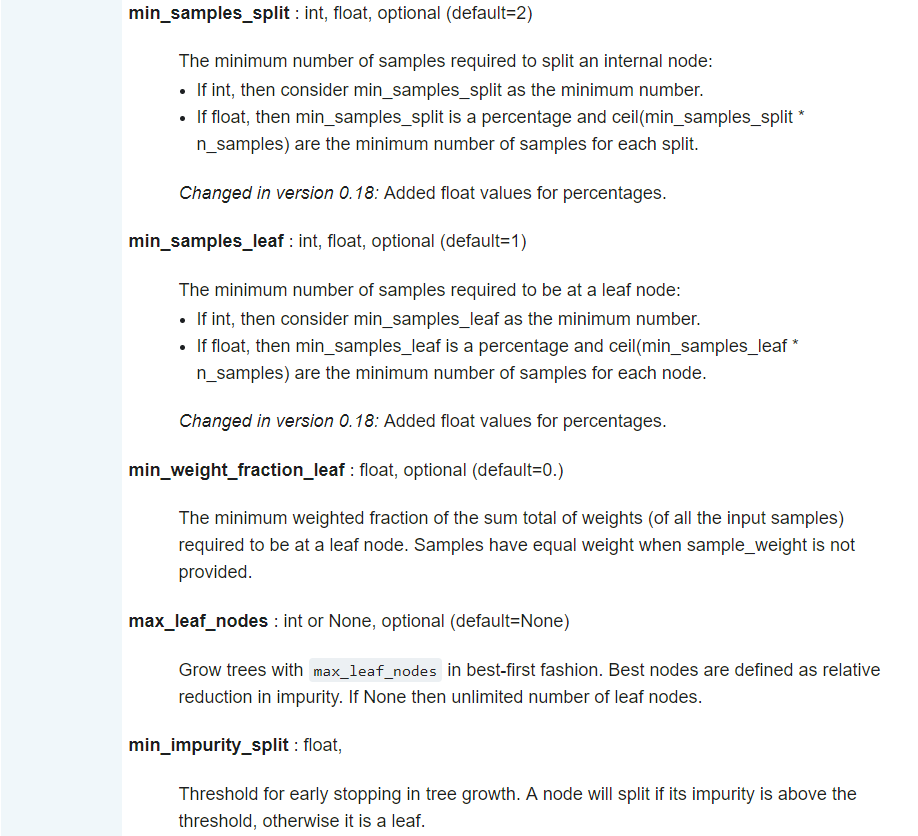 min_samples_split : int, float, optional (default=2)
The minimum number of samples required to split an internal node:
• If int, then consider min_samples_split as the minimum number.
• If float, then min_samples_split is a percentage and ceil(min_samples_split *
n_samples) are the minimum number of samples for each split.
Changed in version 0.18: Added float values for percentages.
min_samples_leaf : int, float, optional (default=1)
The minimum number of samples required to be at a leaf node:
• If int, then consider min_samples_leaf as the minimum number.
• If float, then min_samples_leaf is a percentage and ceil(min_samples_leaf *
n_samples) are the minimum number of samples for each node.
Changed in version 0.18: Added float values for percentages.
min_weight_fraction_leaf : float, optional (default=0.)
The minimum weighted fraction of the sum total of weights (of all the input samples)
required to be at a leaf node. Samples have equal weight when sample_weight is not
provided.
max_leaf_nodes : int or None, optional (default=None)
Grow trees with max_leaf_nodes in best-first fashion. Best nodes are defined as relative
reduction in impurity. If None then unlimited number of leaf nodes.
min_impurity_split : float,
Threshold for early stopping in tree growth. A node will split if its impurity is above the
threshold, otherwise it is a leaf.